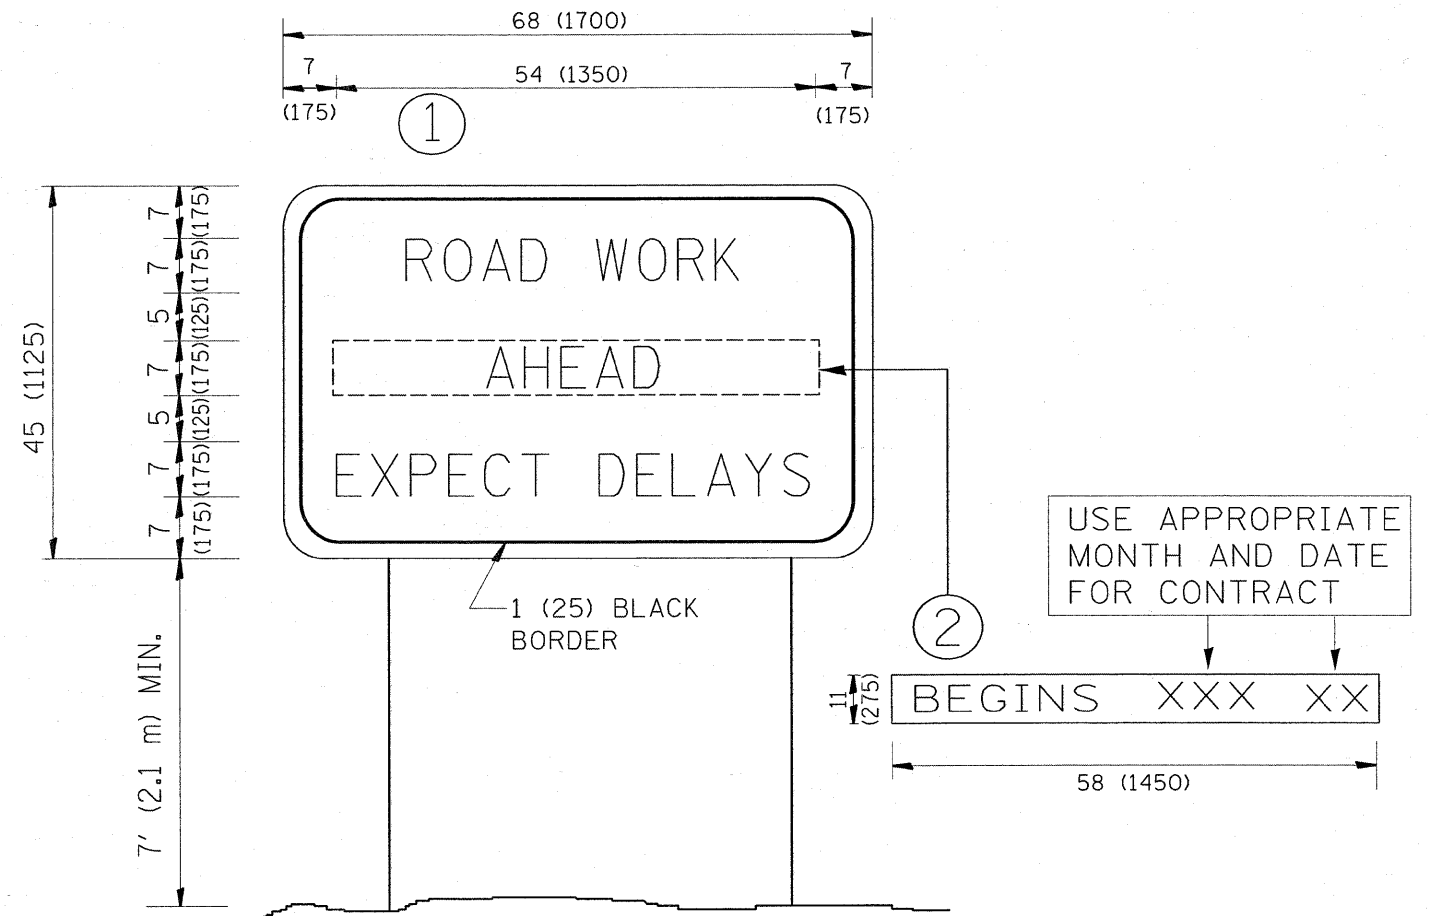 68 (1700)
7
54 (1350)
7
(175)
(175)
1
7
(175)
7
(175)
5
(125)
7
(175)
5
(125)
7
(175)
7
(175)
45 (1125)
ROAD WORK
AHEAD
EXPECT DELAYS
1 (25) BLACK
BORDER
7' (2.1 m) MIN.
USE APPROPRIATE
MONTH AND DATE
FOR CONTRACT
2
11
(275)
BEGINS XXX XX
58 (1450)